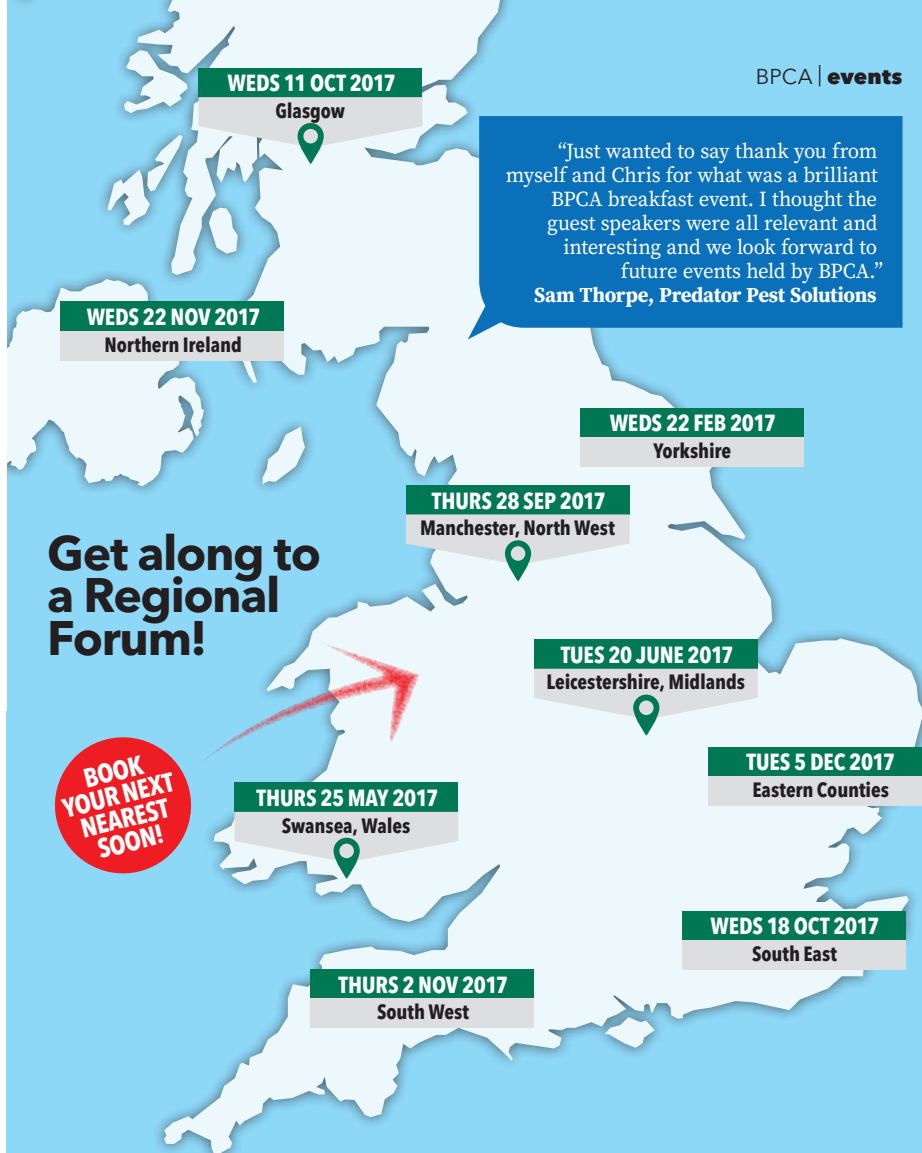 BPCA | events
WEDS 11 OCT 2017
Glasgow
“Just wanted to say thank you from
myself and Chris for what was a brilliant
BPCA breakfast event. I thought the
guest speakers were all relevant and
interesting and we look forward to
future events held by BPCA.”
Sam Thorpe, Predator Pest Solutions
WEDS 22 NOV 2017
Northern Ireland
WEDS 22 FEB 2017
Yorkshire
THURS 28 SEP 2017
Manchester, North West
Get along to
a Regional
Forum!
TUES 20 JUNE 2017
Leicestershire, Midlands
BOOK
YOUR NEXT
NEAREST
SOON!
TUES 5 DEC 2017
Eastern Counties
THURS 25 MAY 2017
Swansea, Wales
WEDS 18 OCT 2017
South East
THURS 2 NOV 2017
South West